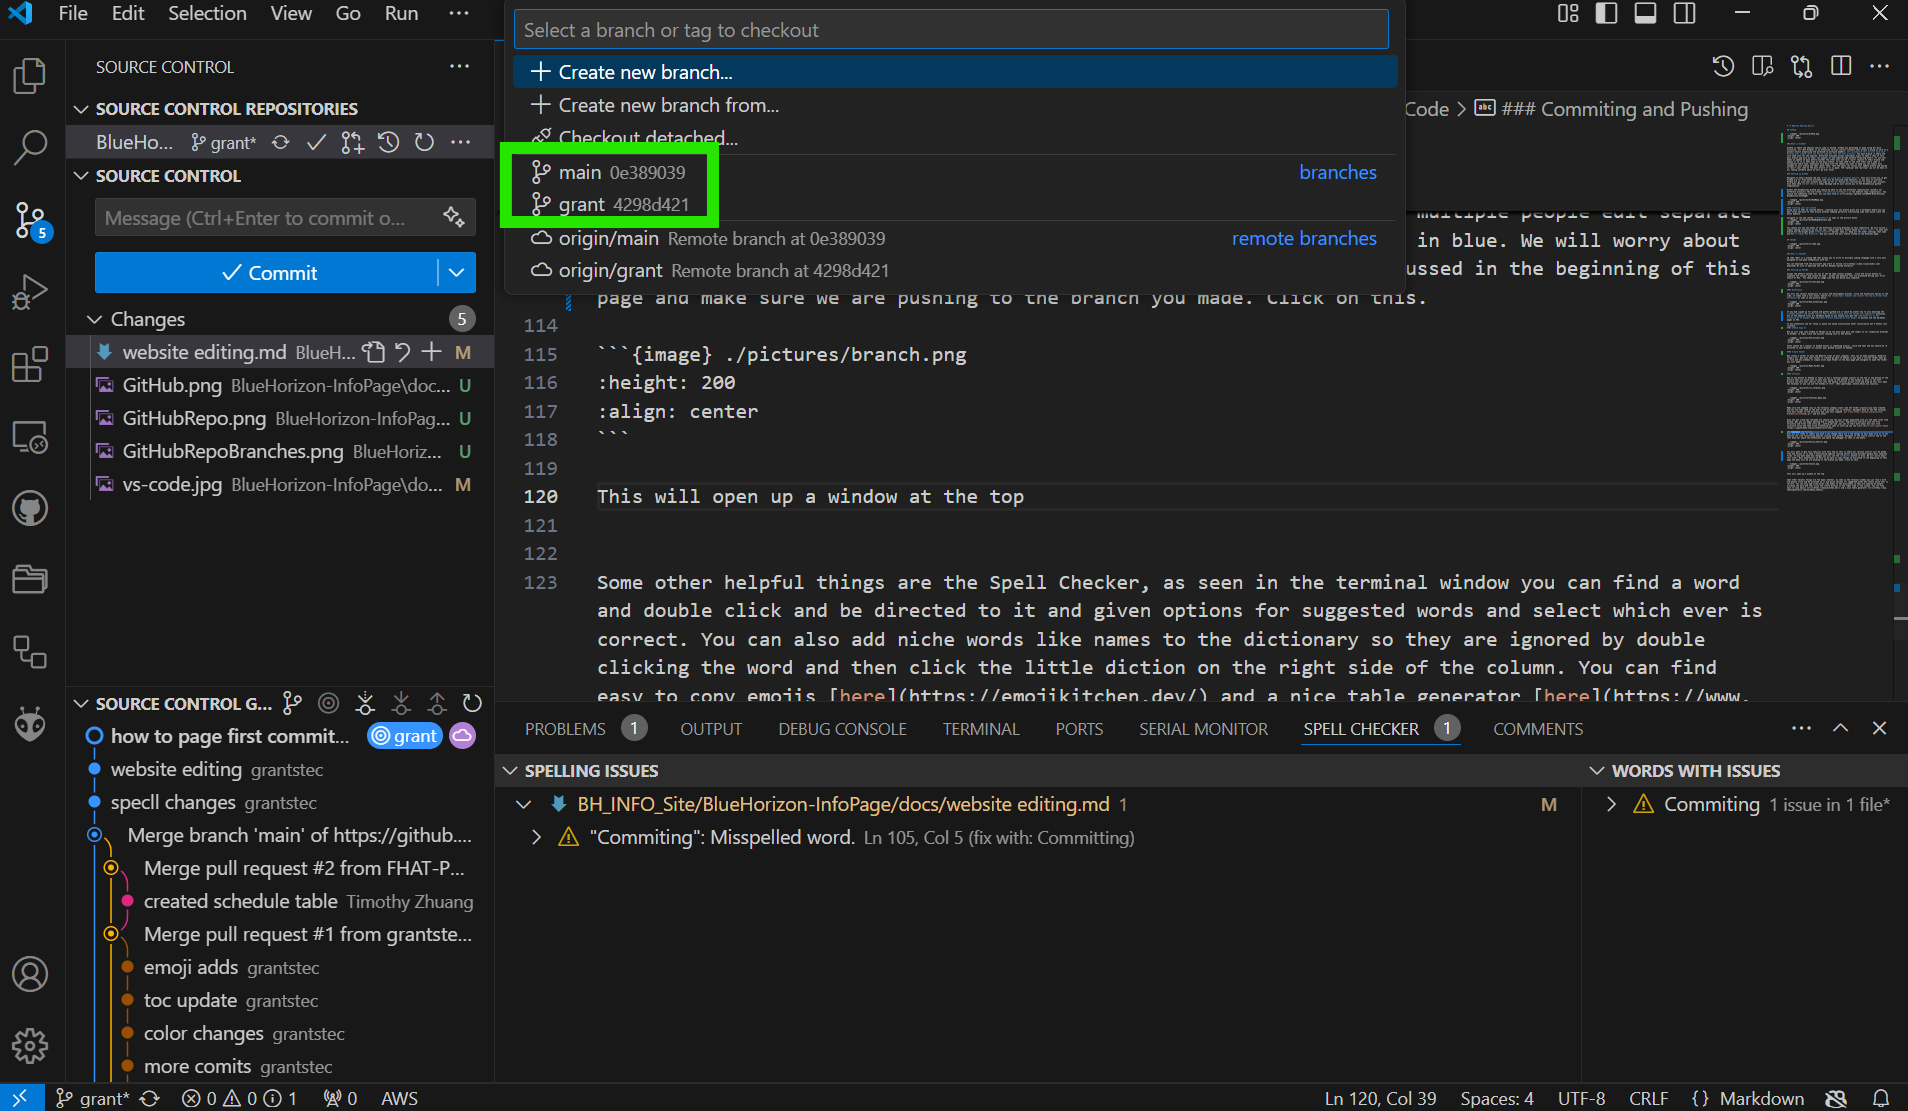 File Edit Selection View Go Run ...
Select a branch or tag to checkout
Create new branch...
Create new branch from...
Checkout detached...
main 0e389039 branches
grant 4298d421
origin/main Remote branch at 0e389039 remote branches
origin/grant Remote branch at 4298d421
SOURCE CONTROL
SOURCE CONTROL REPOSITORIES
BlueHo... grant*
SOURCE CONTROL
Message (Ctrl+Enter to commit o...
Commit
5
Changes 5
website editing.md BlueH... M
GitHub.png BlueHorizon-InfoPage\doc... U
GitHubRepo.png BlueHorizon-InfoPag... U
GitHubRepoBranches.png BlueHoriz... U
vs-code.jpg BlueHorizon-InfoPage\do... M
SOURCE CONTROL G...
how to page first commit... grant
website editing grantstec
specll changes grantstec
Merge branch 'main' of https://github....
Merge pull request #2 from FHAT-P...
created schedule table Timothy Zhuang
Merge pull request #1 from grantste...
emoji adds grantstec
toc update grantstec
color changes grantstec
more comits grantstec
Code > abc ### Commiting and Pushing
multiple people edit separate
in blue. We will worry about
ussed in the beginning of this
page and make sure we are pushing to the branch you made. Click on this.
114
115 ```{image} ./pictures/branch.png
116 :height: 200
117 :align: center
118 ```
119
120 This will open up a window at the top
121
122
123 Some other helpful things are the Spell Checker, as seen in the terminal window you can find a word
and double click and be directed to it and given options for suggested words and select which ever is
correct. You can also add niche words like names to the dictionary so they are ignored by double
clicking the word and then click the little diction on the right side of the column. You can find
easy to copy emojis [here](https://emojikitchen.dev/) and a nice table generator [here](https://www.
PROBLEMS 1 OUTPUT DEBUG CONSOLE TERMINAL PORTS SERIAL MONITOR SPELL CHECKER 1 COMMENTS
SPELLING ISSUES
BH_INFO_Site/BlueHorizon-InfoPage/docs/website editing.md 1 M
"Commiting": Misspelled word. Ln 105, Col 5 (fix with: Committing)
WORDS WITH ISSUES
Commiting 1 issue in 1 file*
grant* 0 0 1 0 AWS Ln 120, Col 39 Spaces: 4 UTF-8 CRLF {} Markdown